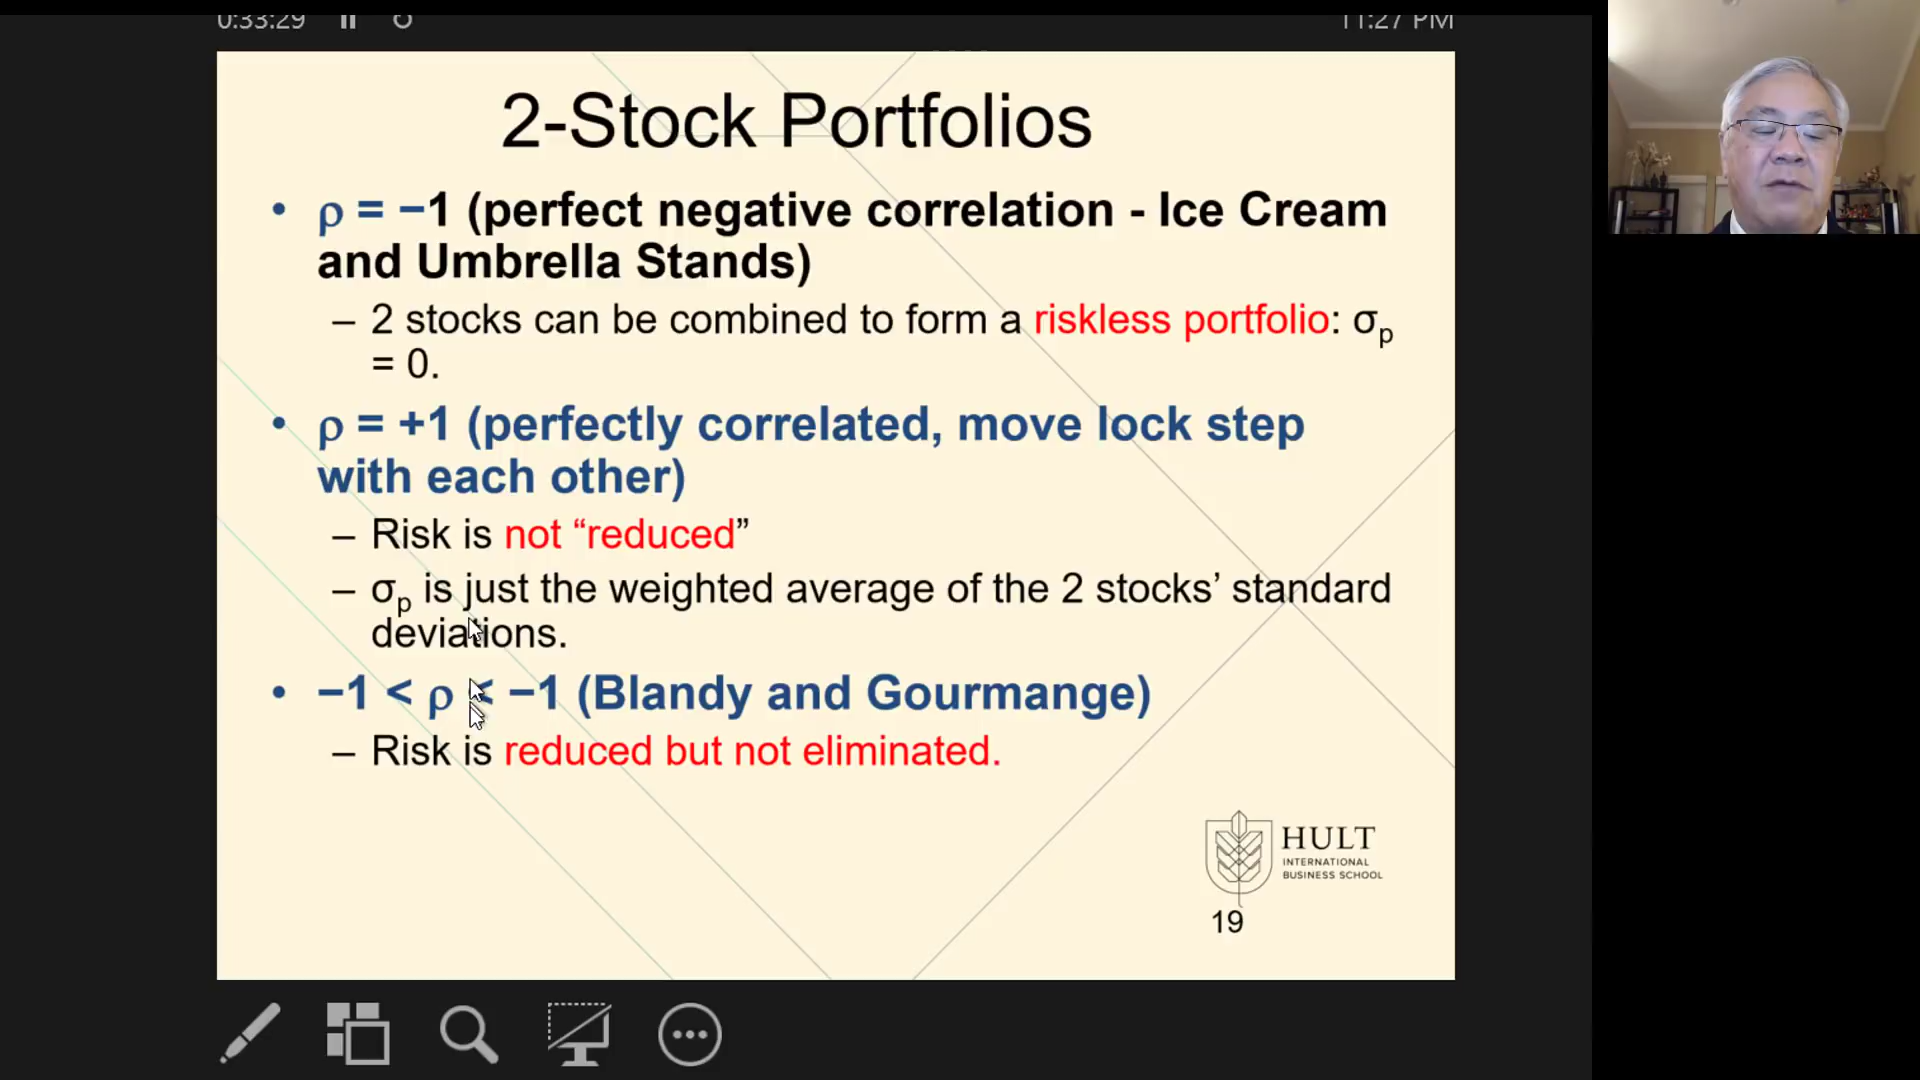 0:33:29
11:27 PM
2-Stock Portfolios
• ρ = −1 (perfect negative correlation - Ice Cream
and Umbrella Stands)
– 2 stocks can be combined to form a riskless portfolio: σp
= 0.
• ρ = +1 (perfectly correlated, move lock step
with each other)
– Risk is not “reduced”
– σp is just the weighted average of the 2 stocks’ standard
deviations.
• −1 < ρ < −1 (Blandy and Gourmange)
– Risk is reduced but not eliminated.
HULT
INTERNATIONAL
BUSINESS SCHOOL
19